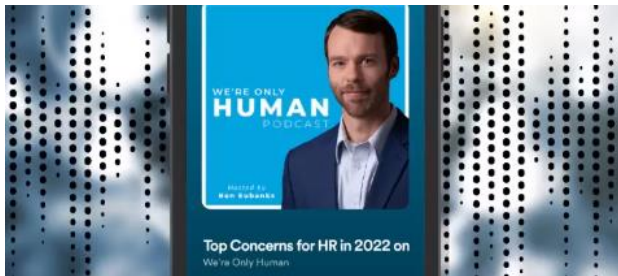 WE'RE ONLY
HUMAN
PODCAST
Hosted by
Ben Eubanks
Top Concerns for HR in 2022 on
We're Only Human